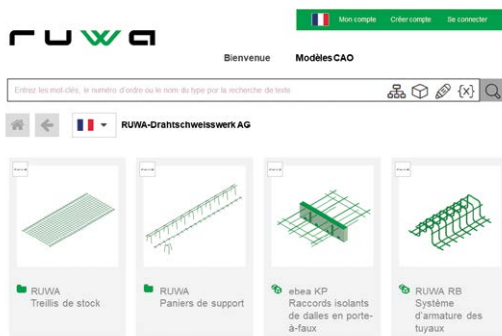 ruwa
Mon compte Créer compte Se connecter
Bienvenue Modèles CAO
Entrez les mot-clés, le numéro d'ordre ou le nom du type por la recherche de texte
{x}
RUWA-Drahtschweisswerk AG
RUWA
Treillis de stock
RUWA
Paniers de support
ebea KP
Raccords isolants
de dalles en porte-
à-faux
RUWA RB
Système
d'armature des
tuyaux